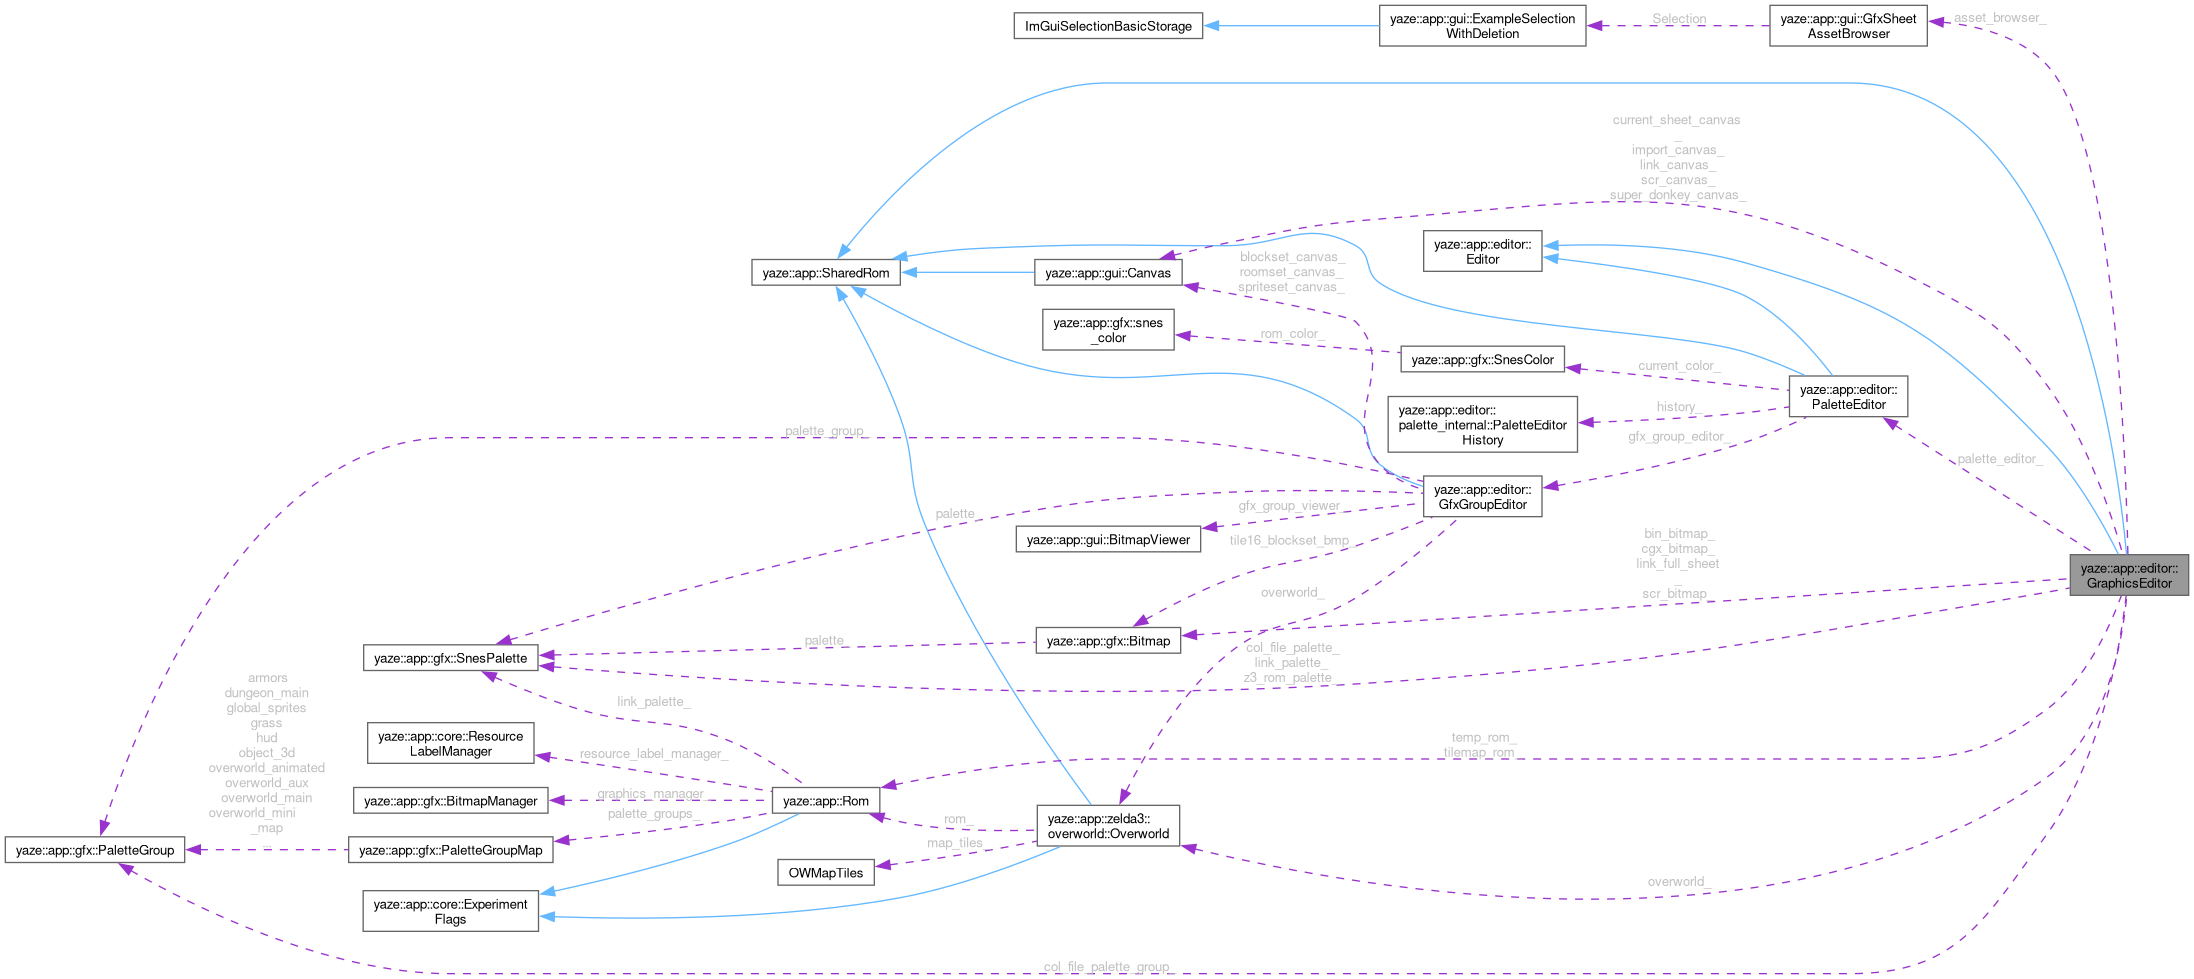 ImGuiSelectionBasicStorage
yaze::app::gui::ExampleSelection
WithDeletion
Selection
yaze::app::gui::GfxSheet
AssetBrowser
asset_browser_
current_sheet_canvas
_
import_canvas_
link_canvas_
scr_canvas_
super_donkey_canvas_
yaze::app::SharedRom
yaze::app::gui::Canvas
blockset_canvas_
roomset_canvas_
spriteset_canvas_
yaze::app::editor::
Editor
yaze::app::gfx::snes
_color
rom_color_
yaze::app::gfx::SnesColor
current_color_
yaze::app::editor::
PaletteEditor
yaze::app::editor::
palette_internal::PaletteEditor
History
history_
gfx_group_editor_
palette_editor_
palette_group_
palette_
yaze::app::editor::
GfxGroupEditor
gfx_group_viewer_
yaze::app::gui::BitmapViewer
tile16_blockset_bmp_
overworld_
bin_bitmap_
cgx_bitmap_
link_full_sheet
_
scr_bitmap_
yaze::app::editor::
GraphicsEditor
yaze::app::gfx::SnesPalette
palette_
yaze::app::gfx::Bitmap
col_file_palette_
link_palette_
z3_rom_palette_
armors
dungeon_main
global_sprites
grass
hud
object_3d
overworld_animated
overworld_aux
overworld_main
overworld_mini
_map
...
link_palette_
yaze::app::core::Resource
LabelManager
resource_label_manager_
temp_rom_
tilemap_rom_
yaze::app::gfx::BitmapManager
graphics_manager_
yaze::app::Rom
palette_groups_
rom_
yaze::app::zelda3::
overworld::Overworld
map_tiles_
yaze::app::gfx::PaletteGroup
yaze::app::gfx::PaletteGroupMap
OWMapTiles
overworld_
yaze::app::core::Experiment
Flags
col_file_palette_group_